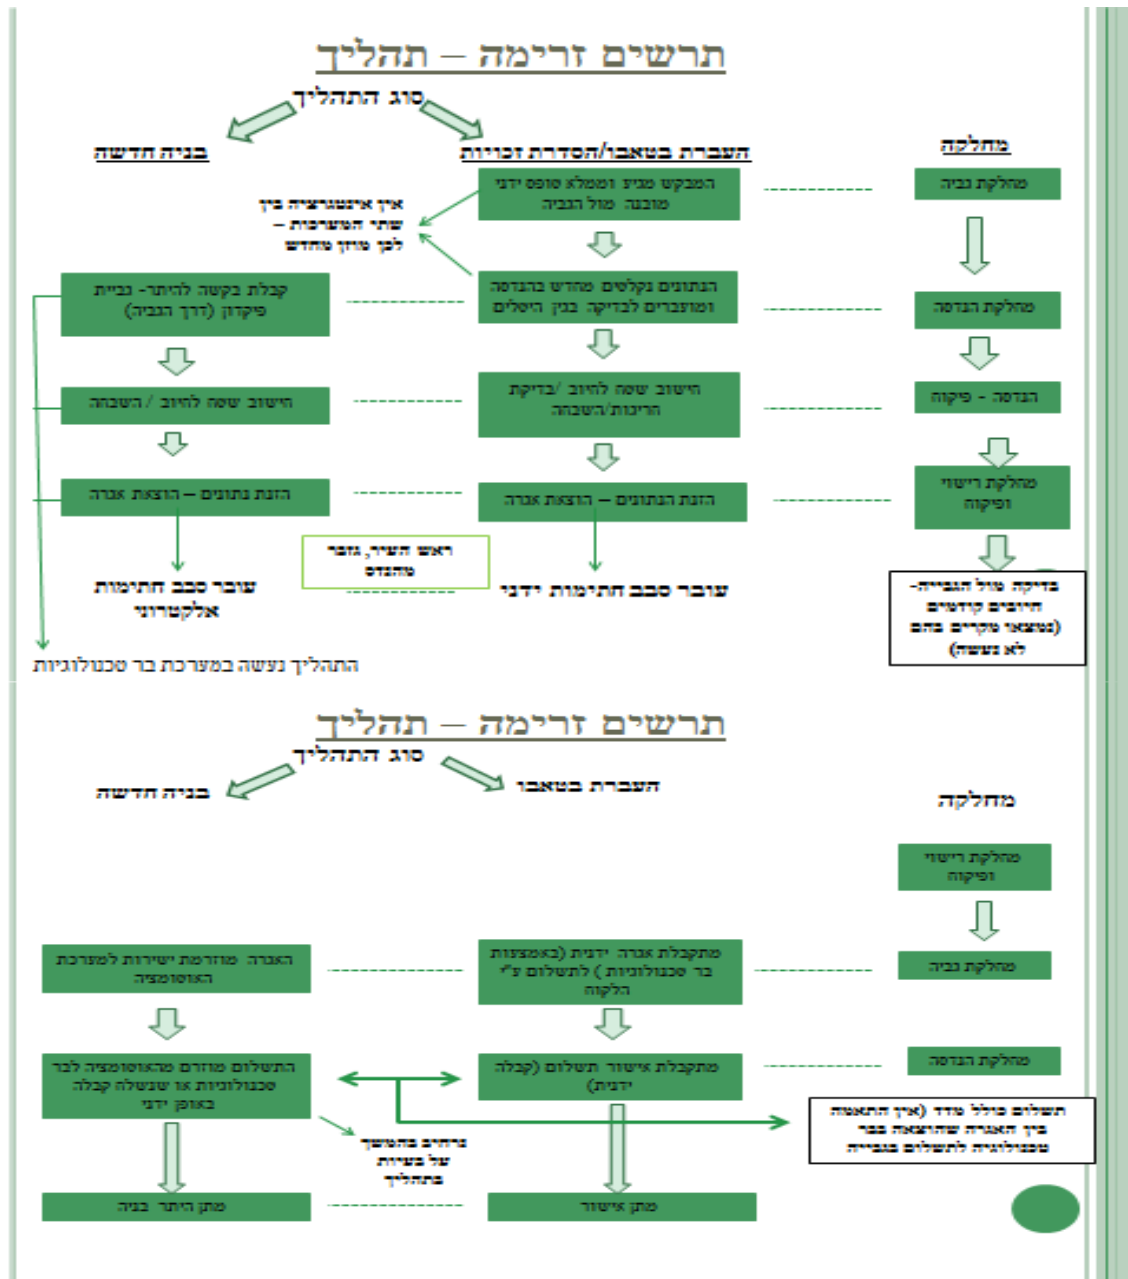 תרשים זרימה – תהליך
סוג התהליך
מחלקה
העברת בטאבו/הסדרת זכויות
בניה חדשה
מחלקת גביה
המבקש מגיע וממלא טופס ידני
מובנה מול הגביה
אין אינטגרציה בין
שתי המערכות –
לכן מוזן מחדש
מחלקת הנדסה
הנתונים נקלטים מחדש בהנדסה
ומועברים לבדיקה בגין היטלים
קבלת בקשה להיתר- גביית
פיקדון (דרך הגביה)
הנדסה - פיקוח
חישוב שטח לחיוב /בדיקת
חריגות/השבחה
חישוב שטח לחיוב / השבחה
מחלקת רישוי
ופיקוח
הזנת הנתונים – הוצאת אגרה
הזנת נתונים – הוצאת אגרה
ראש העיר, גזבר
מהנדס
בדיקה מול הגבייה-
חיובים קודמים
(נמצאו מקרים בהם
לא נעשה)
עובר סבב חתימות ידני
עובר סבב חתימות
אלקטרוני
התהליך נעשה במערכת בר טכנולוגיות
תרשים זרימה – תהליך
סוג התהליך
מחלקה
העברת בטאבו
בניה חדשה
מחלקת רישוי
ופיקוח
מחלקת גביה
מתקבלת אגרה ידנית (באמצעות
בר טכנולוגיות ) לתשלום ע"י
הלקוח
האגרה מוזרמת ישירות למערכת
האוטומציה
מחלקת הנדסה
מתקבלת אישור תשלום (קבלה
ידנית)
התשלום מוזרם מהאוטומציה לבר
טכנולוגיות או שנשלח קבלה
באופן ידני
תשלום כולל מדד (אין התאמה
בין האגרה שהוצאה בבר
טכנולוגיה לתשלום בגבייה
נרחיב בהמשך
על בעיות
בתהליך
מתן אישור
מתן היתר בניה